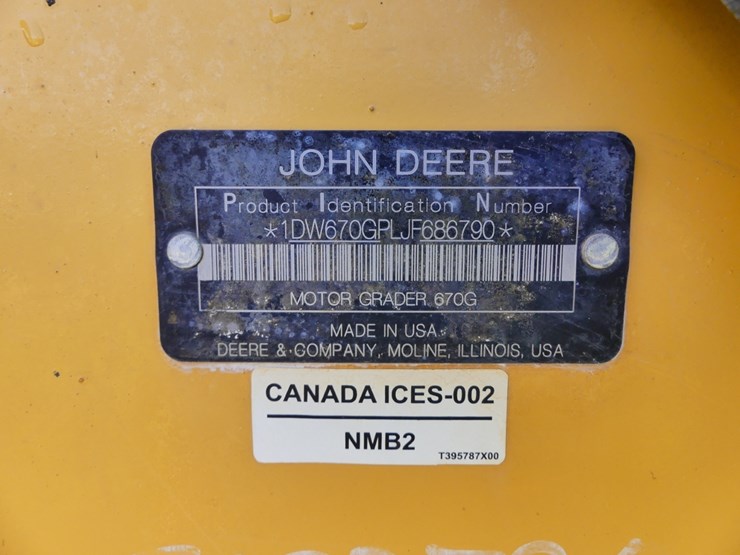 JOHN DEERE
Product Identification Number
*1DW670GPLJF686790*
MOTOR GRADER 670G
MADE IN USA
DEERE & COMPANY, MOLINE, ILLINOIS, USA
CANADA ICES-002
NMB2
T395787X00